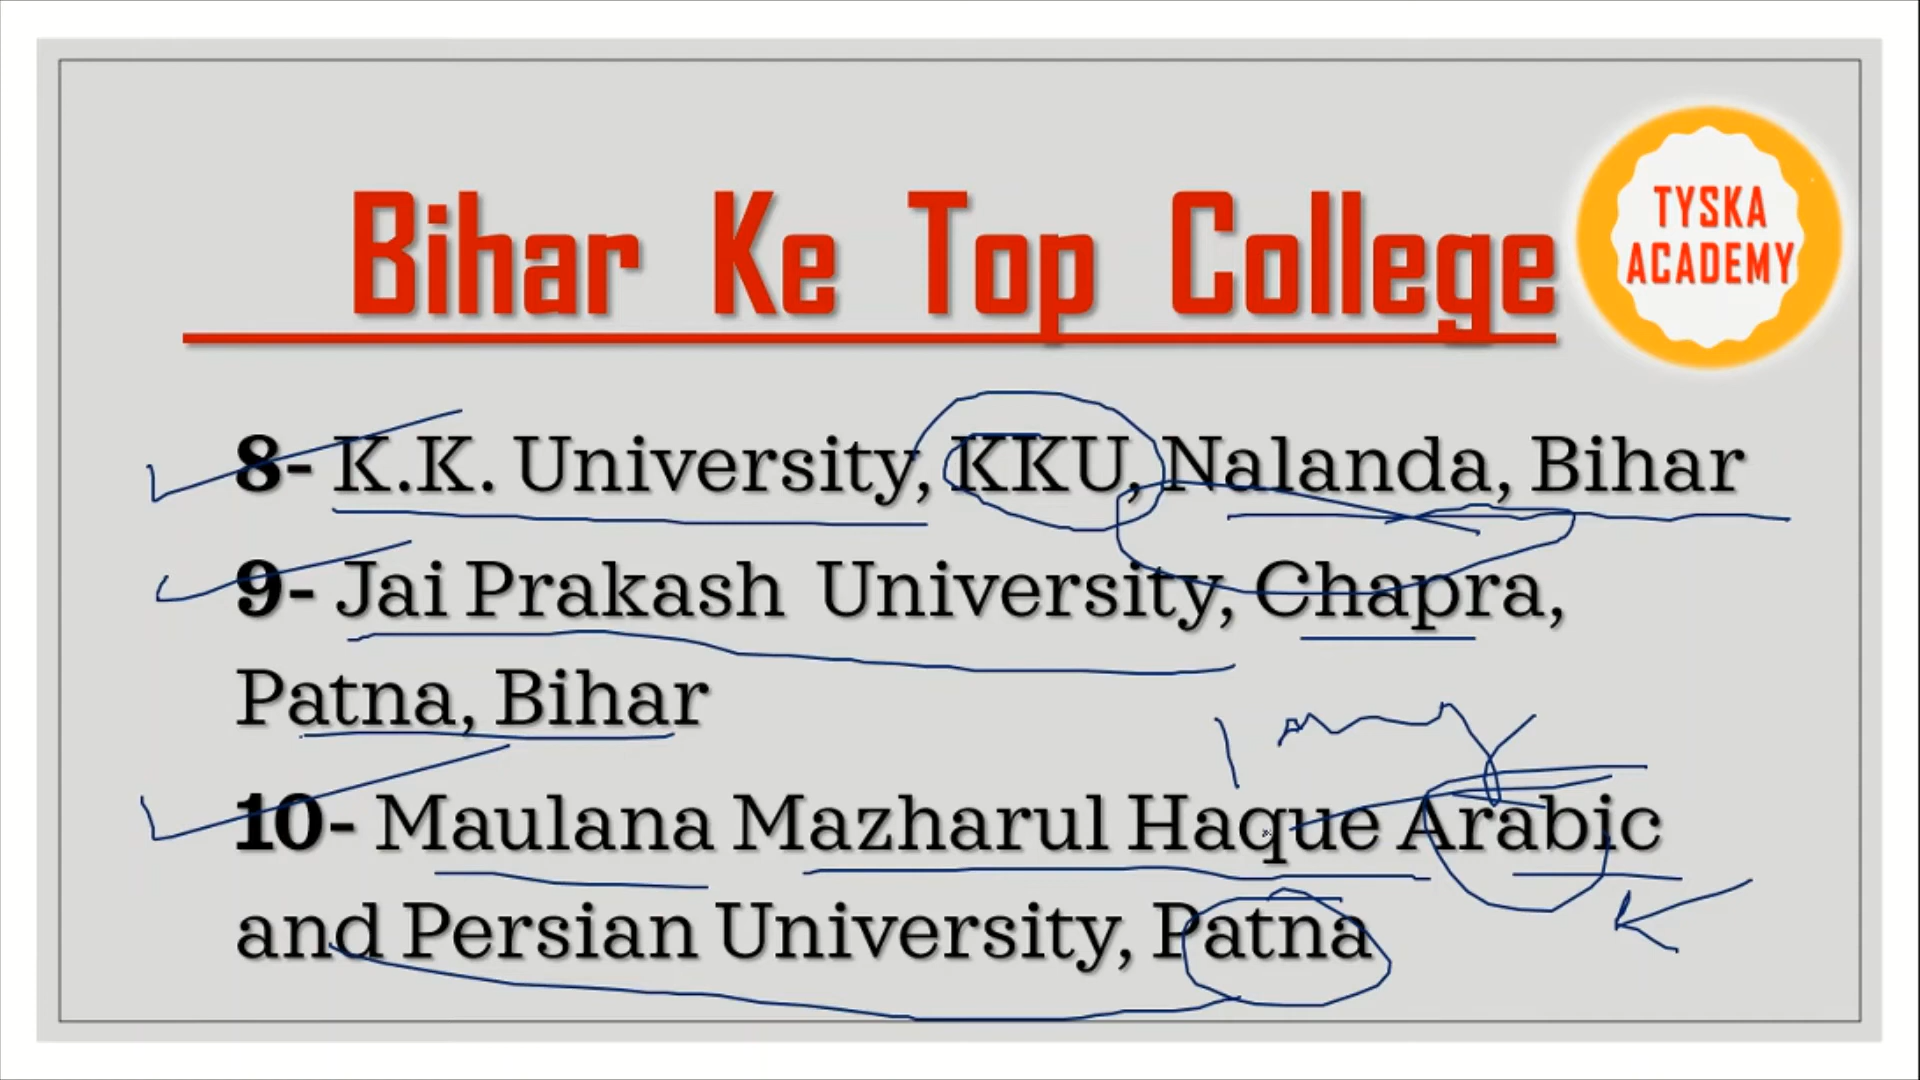 Bihar Ke Top College
TYSKA
ACADEMY
8- K.K. University, KKU, Nalanda, Bihar
9- Jai Prakash University, Chapra,
Patna, Bihar
10- Maulana Mazharul Haque Arabic
and Persian University, Patna